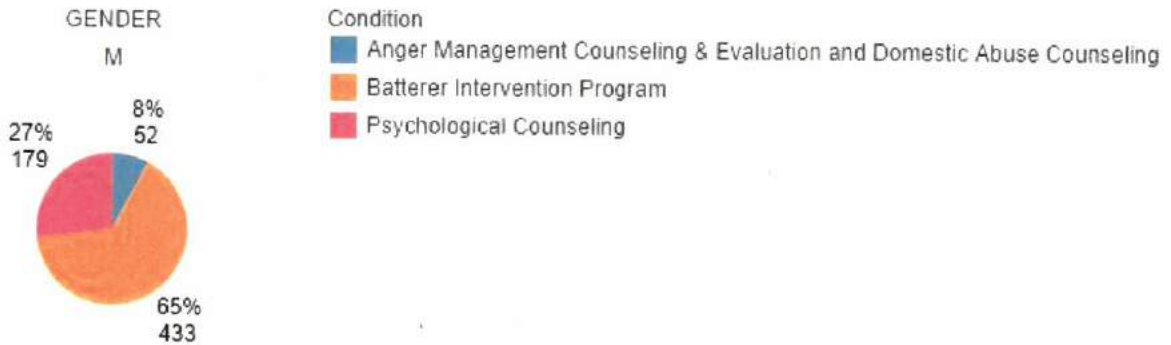 GENDER
M
8%
52
27%
179
65%
433
Condition
Anger Management Counseling & Evaluation and Domestic Abuse Counseling
Batterer Intervention Program
Psychological Counseling